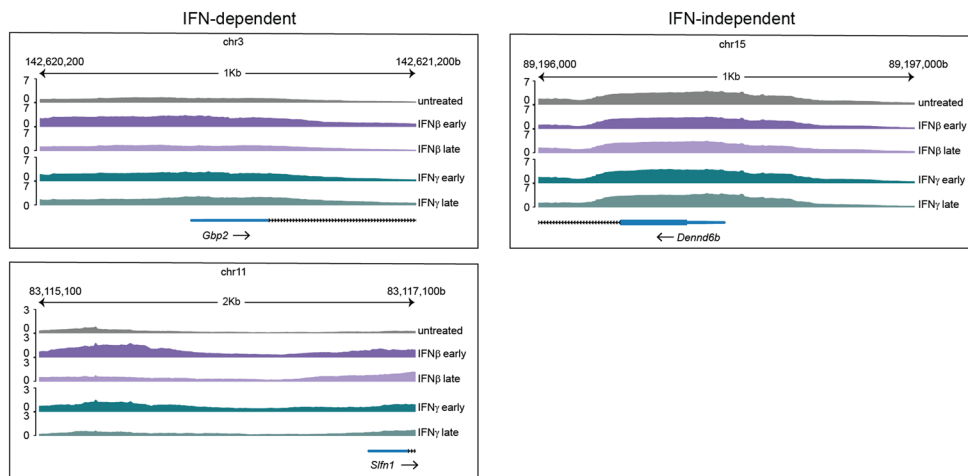 IFN-dependent
chr3
142,620,200 142,621,200b
1Kb
7
0 untreated
7
0 IFNβ early
7
0 IFNβ late
7
0 IFNγ early
7
0 IFNγ late
Gbp2
chr11
83,115,100 83,117,100b
2Kb
3
0 untreated
3
0 IFNβ early
3
0 IFNβ late
3
0 IFNγ early
3
0 IFNγ late
Slfn1
IFN-independent
chr15
89,196,000 89,197,000b
1Kb
7
0 untreated
7
0 IFNβ early
7
0 IFNβ late
7
0 IFNγ early
7
0 IFNγ late
Dennd6b